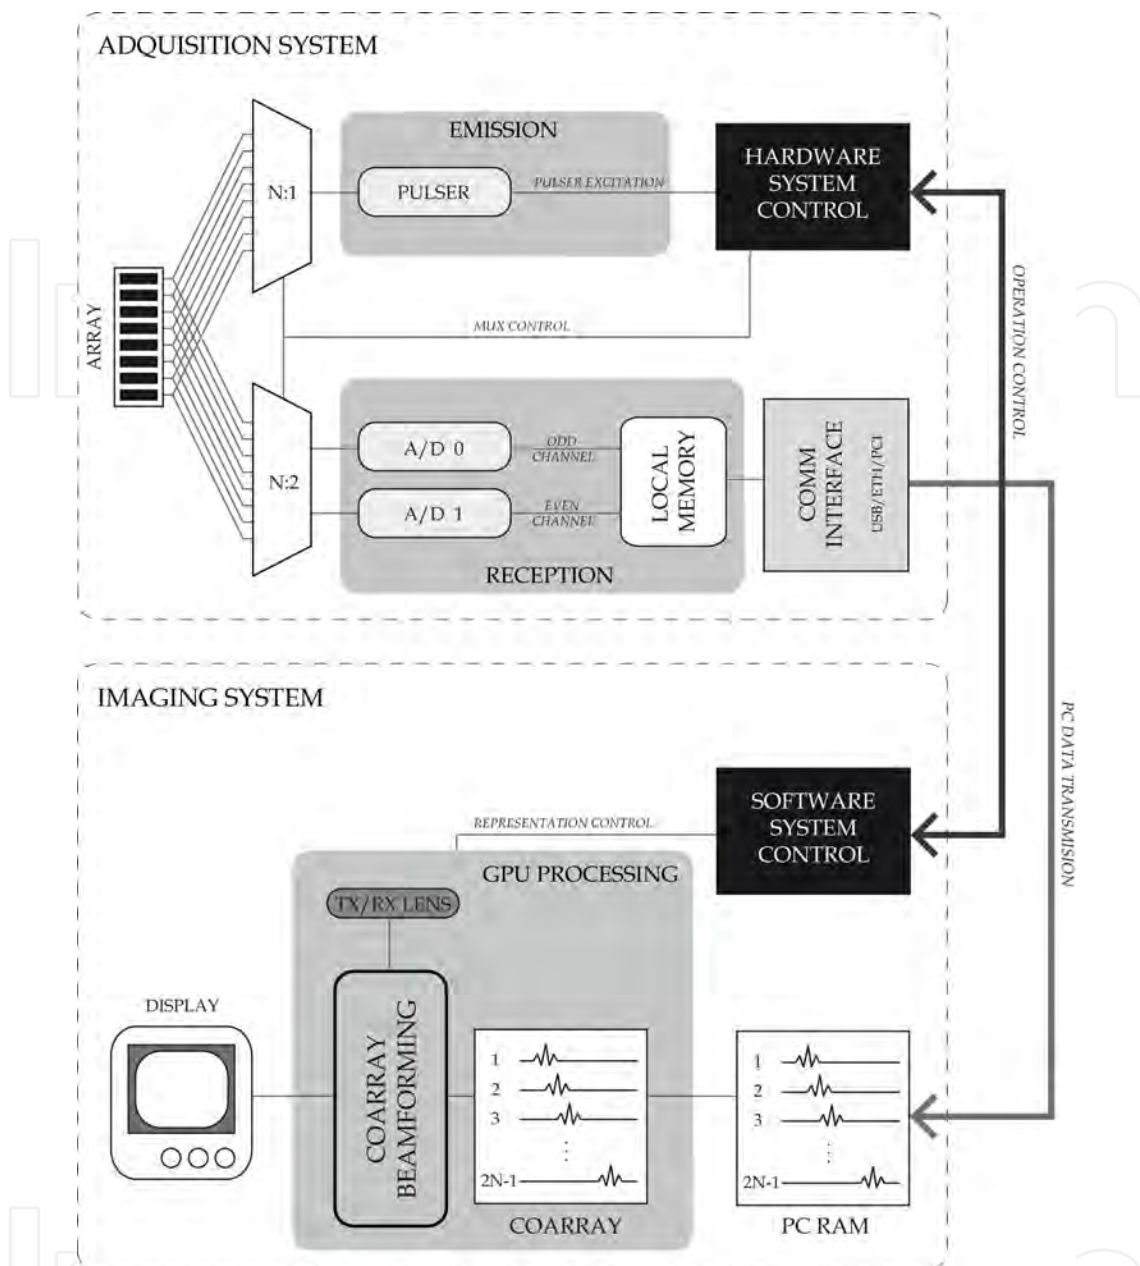 ADQUISITION SYSTEM
EMISSION
N:1
PULSER
PULSER EXCITATION
HARDWARE
SYSTEM
CONTROL
ARRAY
MUX CONTROL
OPERATION CONTROL
N:2
A/D 0
ODD
CHANNEL
A/D 1
EVEN
CHANNEL
LOCAL
MEMORY
RECEPTION
COMM
INTERFACE
USB/ETH/PCI
IMAGING SYSTEM
PC DATA TRANSMISION
SOFTWARE
SYSTEM
CONTROL
REPRESENTATION CONTROL
GPU PROCESSING
TX/RX LENS
DISPLAY
COARRAY
BEAMFORMING
1
2
3
2N-1
COARRAY
1
2
3
2N-1
PC RAM